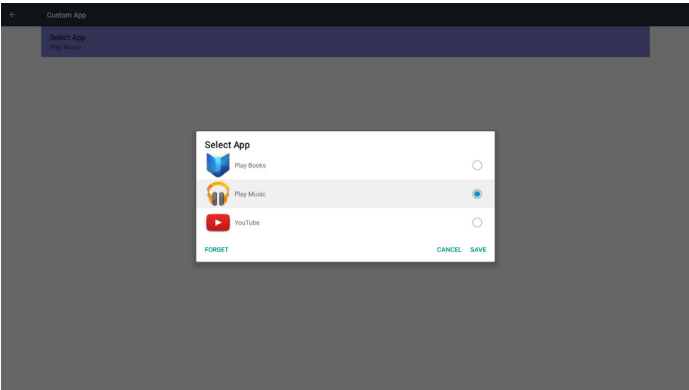 Custom App
Select App
Play Music
Select App
Play Books
Play Music
YouTube
FORGET CANCEL SAVE